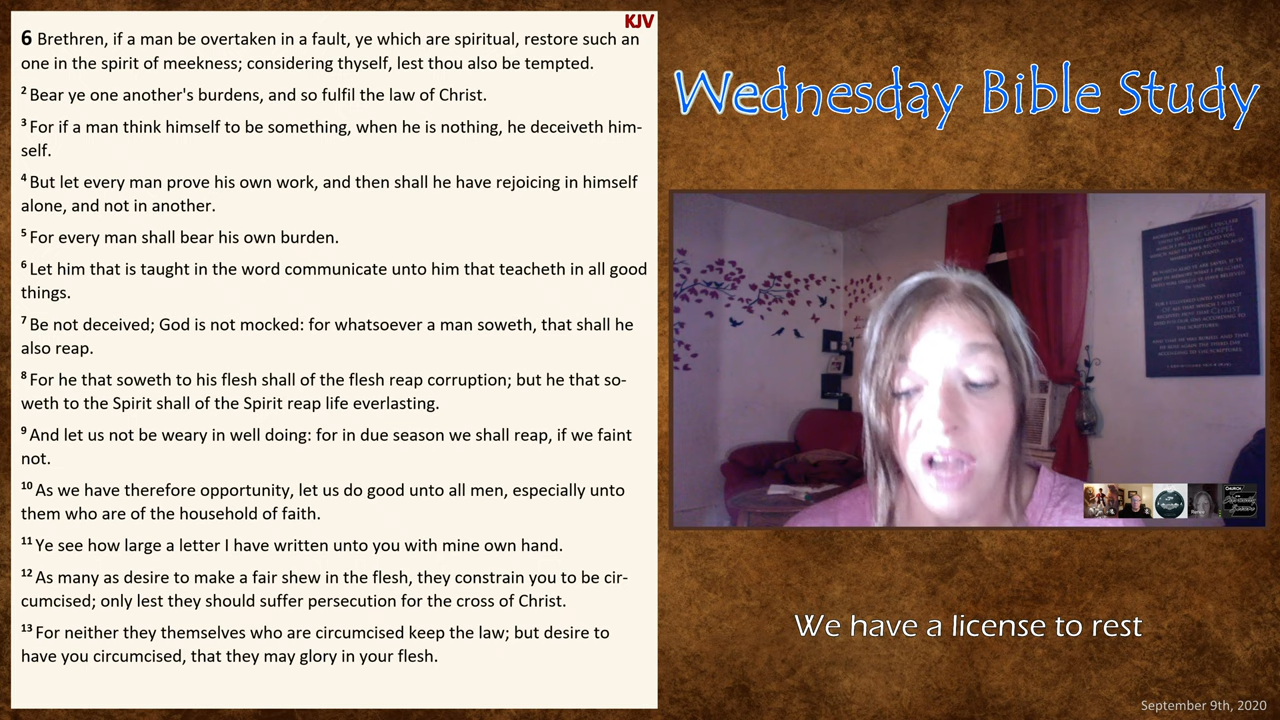 KJV
6 Brethren, if a man be overtaken in a fault, ye which are spiritual, restore such an
one in the spirit of meekness; considering thyself, lest thou also be tempted.
2 Bear ye one another's burdens, and so fulfil the law of Christ.
3 For if a man think himself to be something, when he is nothing, he deceiveth him-
self.
4 But let every man prove his own work, and then shall he have rejoicing in himself
alone, and not in another.
5 For every man shall bear his own burden.
6 Let him that is taught in the word communicate unto him that teacheth in all good
things.
7 Be not deceived; God is not mocked: for whatsoever a man soweth, that shall he
also reap.
8 For he that soweth to his flesh shall of the flesh reap corruption; but he that so-
weth to the Spirit shall of the Spirit reap life everlasting.
9 And let us not be weary in well doing: for in due season we shall reap, if we faint
not.
10 As we have therefore opportunity, let us do good unto all men, especially unto
them who are of the household of faith.
11 Ye see how large a letter I have written unto you with mine own hand.
12 As many as desire to make a fair shew in the flesh, they constrain you to be cir-
cumcised; only lest they should suffer persecution for the cross of Christ.
13 For neither they themselves who are circumcised keep the law; but desire to
have you circumcised, that they may glory in your flesh.
Wednesday Bible Study
MOREOVER, BRETHREN, I DECLARE
UNTO YOU THE GOSPEL
CHRIST
THE SCRIPTURES
CHURCH
We have a license to rest
September 9th, 2020